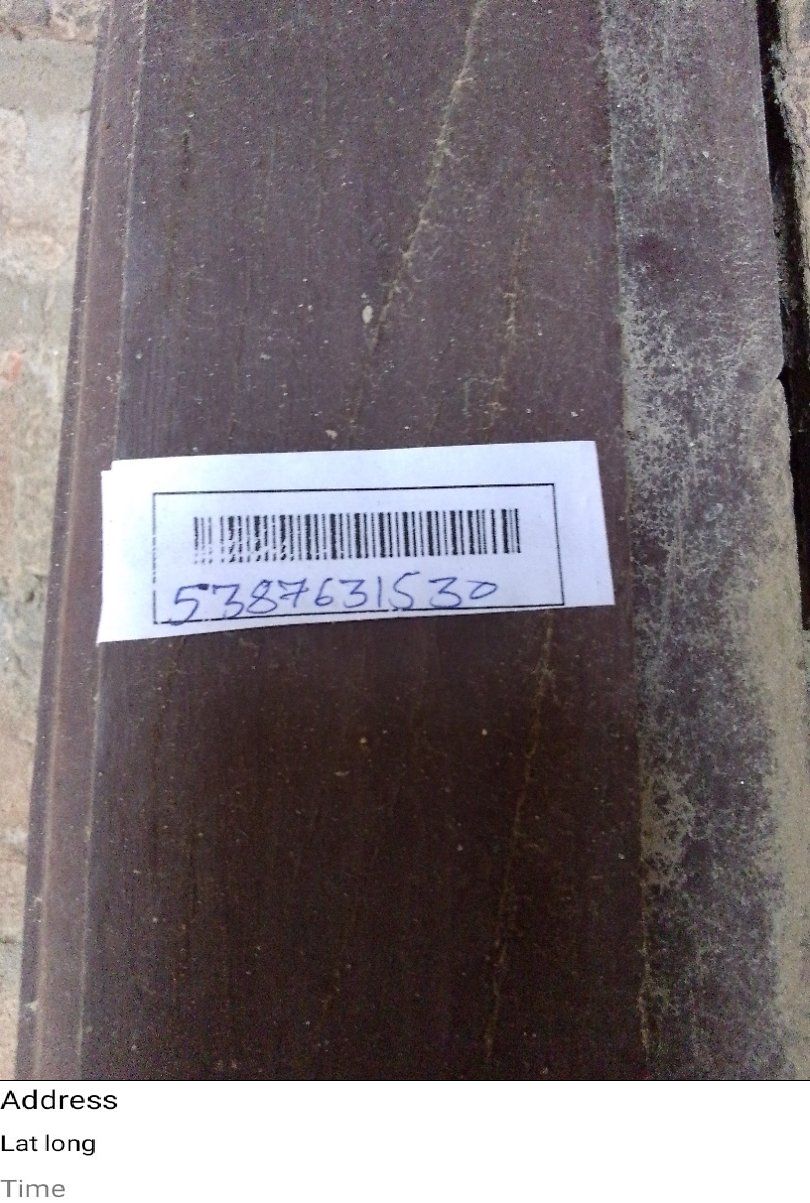 5387631530
Address
Lat long
Time